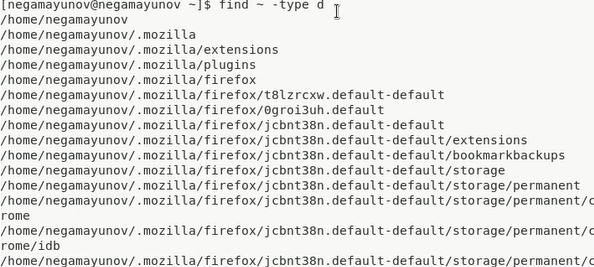 [negamayunov@negamayunov ~]$ find ~ -type d
/home/negamayunov
/home/negamayunov/.mozilla
/home/negamayunov/.mozilla/extensions
/home/negamayunov/.mozilla/plugins
/home/negamayunov/.mozilla/firefox
/home/negamayunov/.mozilla/firefox/t8lzrcxw.default-default
/home/negamayunov/.mozilla/firefox/0groi3uh.default
/home/negamayunov/.mozilla/firefox/jcbnt38n.default-default
/home/negamayunov/.mozilla/firefox/jcbnt38n.default-default/extensions
/home/negamayunov/.mozilla/firefox/jcbnt38n.default-default/bookmarkbackups
/home/negamayunov/.mozilla/firefox/jcbnt38n.default-default/storage
/home/negamayunov/.mozilla/firefox/jcbnt38n.default-default/storage/permanent
/home/negamayunov/.mozilla/firefox/jcbnt38n.default-default/storage/permanent/c
rome
/home/negamayunov/.mozilla/firefox/jcbnt38n.default-default/storage/permanent/c
rome/idb
/home/negamayunov/.mozilla/firefox/jcbnt38n.default-default/storage/permanent/c